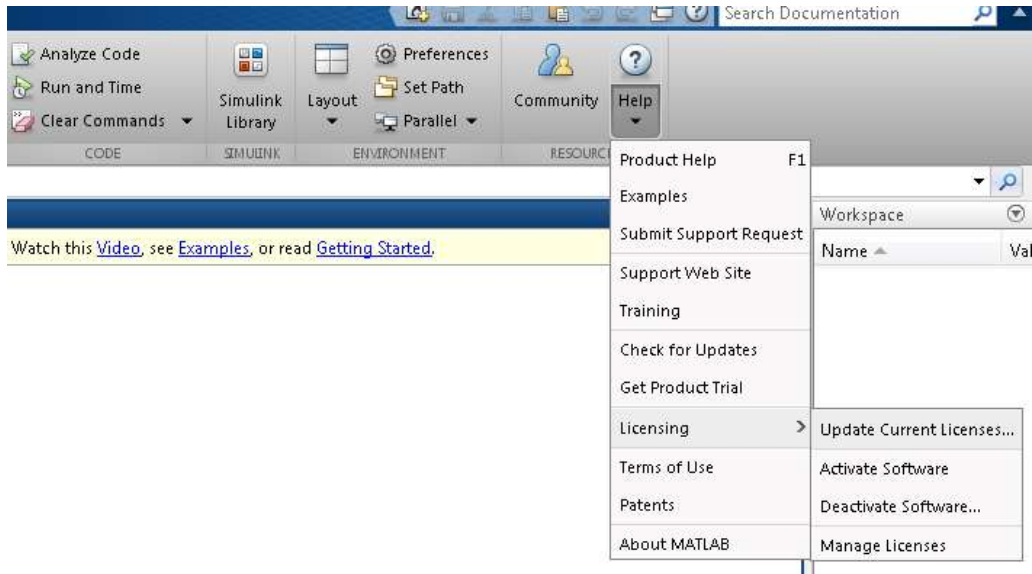 Search Documentation
Analyze Code
Run and Time
Clear Commands
Simulink
Library
Layout
Preferences
Set Path
Parallel
Community
Help
CODE
SIMULINK
ENVIRONMENT
RESOURC
Product Help F1
Examples
Submit Support Request
Support Web Site
Training
Check for Updates
Get Product Trial
Licensing
Terms of Use
Patents
About MATLAB
Update Current Licenses...
Activate Software
Deactivate Software...
Manage Licenses
Watch this Video, see Examples, or read Getting Started.
Workspace
Name Val